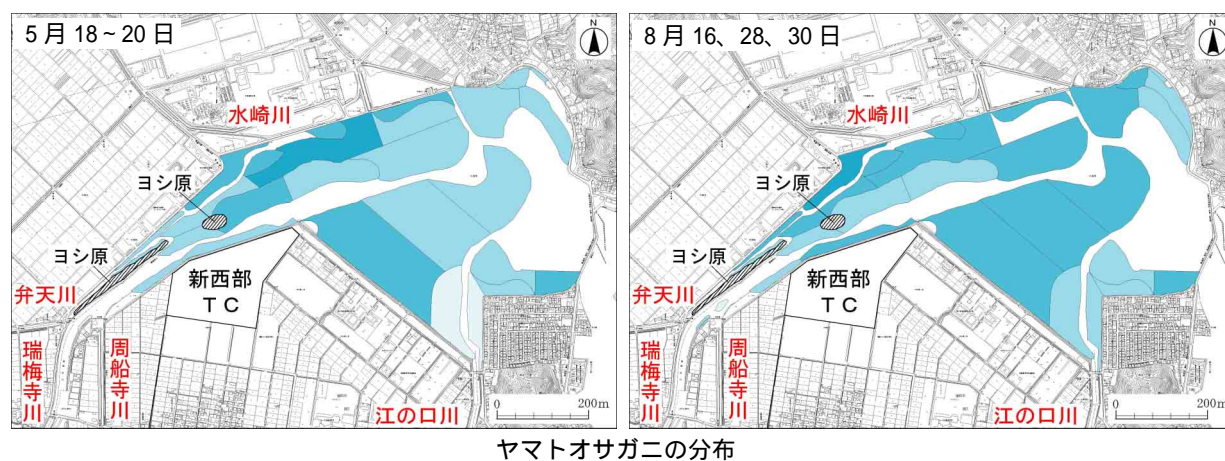 5月18~20日
N
水崎川
ヨシ原
ヨシ原
弁天川
新西部
TC
瑞梅寺川
周船寺川
江の口川
0 200m
8月16、28、30日
N
水崎川
ヨシ原
ヨシ原
弁天川
新西部
TC
瑞梅寺川
周船寺川
江の口川
0 200m
ヤマトオサガニの分布